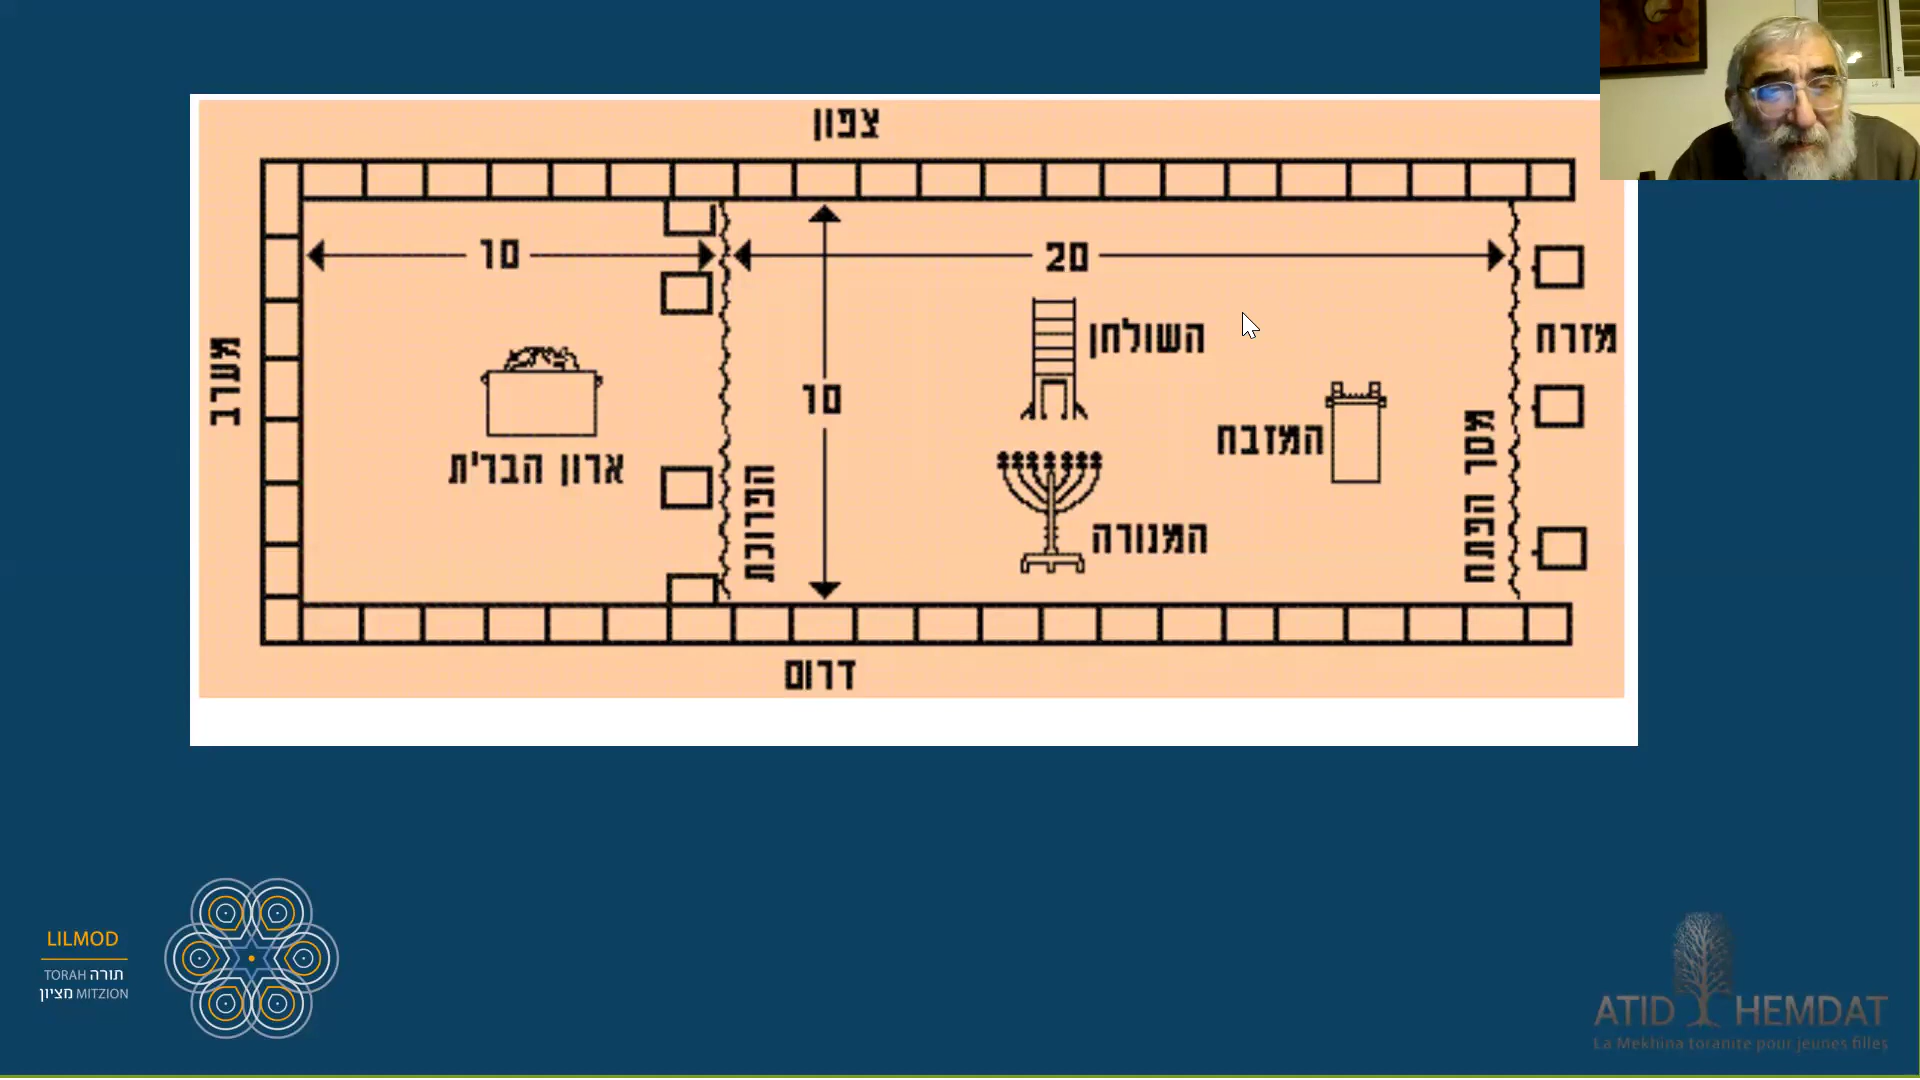 צפון
10
20
השולחן
מזרח
מערב
10
המזבח
ארון הברית
הפרוכת
מסך הפתח
המנורה
דרום
LILMOD
TORAH תורה
מציון MITZION
ATID HEMDAT
La Mekhina toranite pour jeunes filles